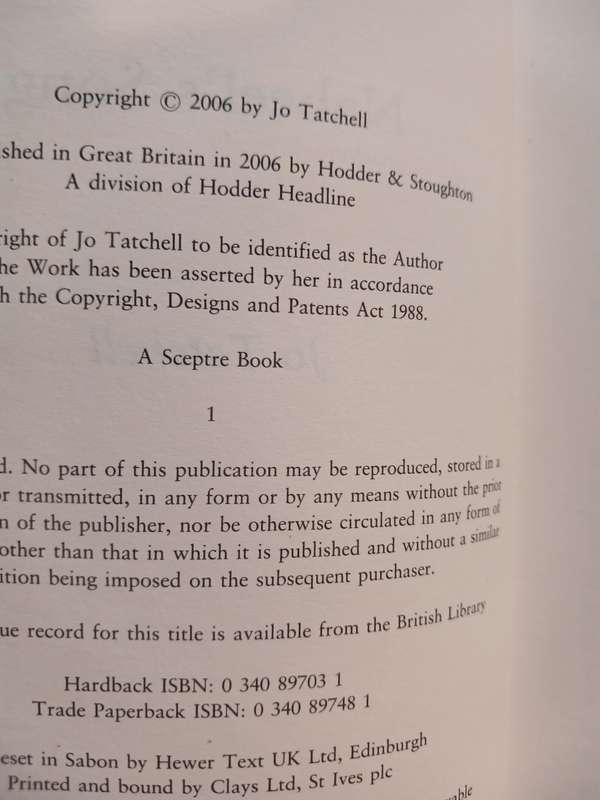 Copyright © 2006 by Jo Tatchell
shed in Great Britain in 2006 by Hodder & Stoughton
A division of Hodder Headline
ight of Jo Tatchell to be identified as the Author
he Work has been asserted by her in accordance
h the Copyright, Designs and Patents Act 1988.
A Sceptre Book
1
d. No part of this publication may be reproduced, stored in a
or transmitted, in any form or by any means without the prior
n of the publisher, nor be otherwise circulated in any form of
other than that in which it is published and without a similar
ition being imposed on the subsequent purchaser.
ue record for this title is available from the British Library
Hardback ISBN: 0 340 89703 1
Trade Paperback ISBN: 0 340 89748 1
eset in Sabon by Hewer Text UK Ltd, Edinburgh
Printed and bound by Clays Ltd, St Ives plc